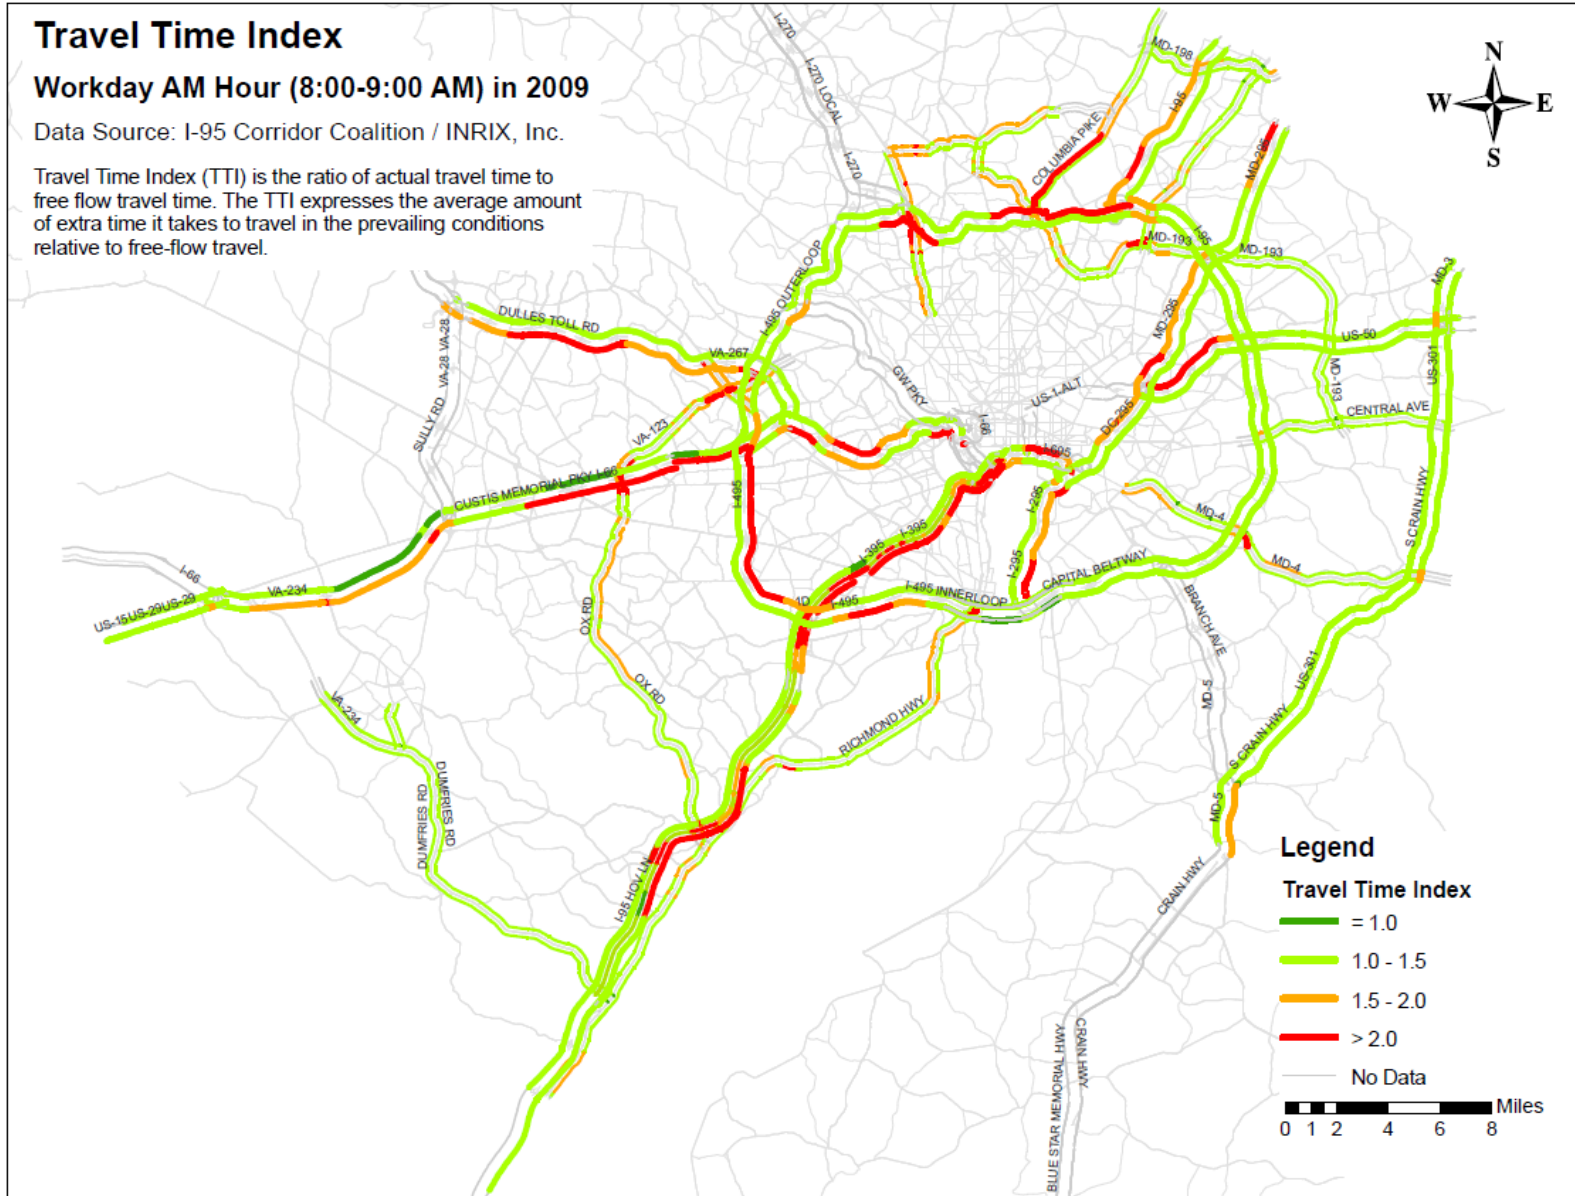 Travel Time Index
Workday AM Hour (8:00-9:00 AM) in 2009
Data Source: I-95 Corridor Coalition / INRIX, Inc.
Travel Time Index (TTI) is the ratio of actual travel time to
free flow travel time. The TTI expresses the average amount
of extra time it takes to travel in the prevailing conditions
relative to free-flow travel.
N
W E
S
I-270
I-270 LOCAL
I-270
MD-198
I-95
COLUMBIA PIKE
MD-295
MD-193
I-95
MD-193
MD-3
I-495 OUTERLOOP
DULLES TOLL RD
VA-28
VA-28
VA-267
MD-295
US-50
US-301
MD-193
GW PKY
US-1-ALT
CENTRAL AVE
SULLY RD
VA-123
I-66
DC-295
I-695
CUSTIS MEMORIAL PKY I-66
I-495
I-295
MD-4
S CRAIN HWY
I-395
I-395
I-295
CAPITAL BELTWAY
MD-4
I-66
VA-234
US-15US-29US-29
1D
I-495
I-495 INNERLOOP
BRANCH AVE
OX RD
OX RD
MD-5
US-301
VA-234
RICHMOND HWY
S CRAIN HWY
DUMFRIES RD
DUMFRIES RD
MD-5
I-95 HOV LN
CRAIN HWY
BLUE STAR MEMORIAL HWY
CRAIN HWY
Legend
Travel Time Index
= 1.0
1.0 - 1.5
1.5 - 2.0
> 2.0
No Data
Miles
0 1 2 4 6 8